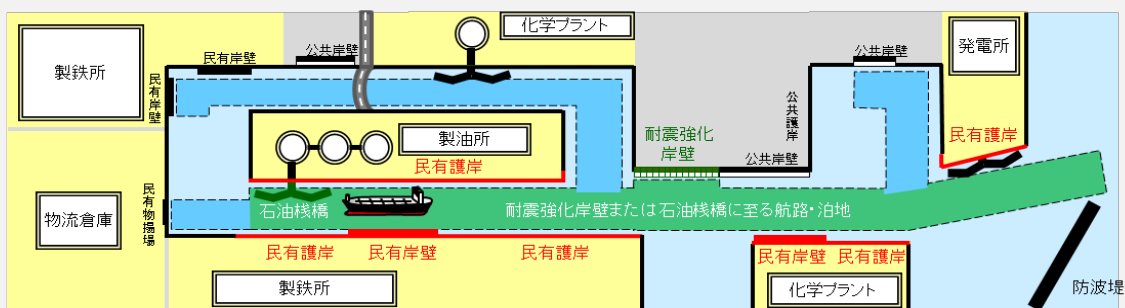 化学プラント
製鉄所
民有岸壁
公共岸壁
公共岸壁
発電所
民有岸壁
公共護岸
製油所
耐震強化
岸壁
民有護岸
民有護岸
公共岸壁
民有物揚場
物流倉庫
石油桟橋
耐震強化岸壁または石油桟橋に至る航路・泊地
民有護岸
民有岸壁
民有護岸
民有岸壁
民有護岸
製鉄所
化学プラント
防波堤